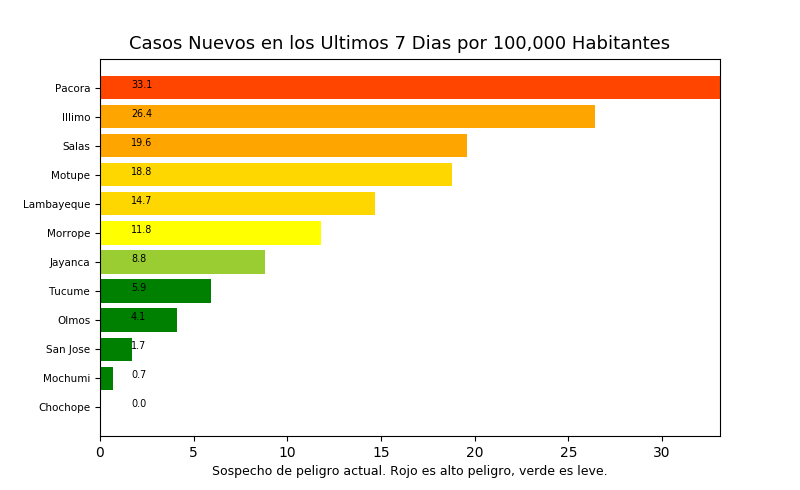 Casos Nuevos en los Ultimos 7 Dias por 100,000 Habitantes
Pacora 33.1
Illimo 26.4
Salas 19.6
Motupe 18.8
Lambayeque 14.7
Morrope 11.8
Jayanca 8.8
Tucume 5.9
Olmos 4.1
San Jose 1.7
Mochumi 0.7
Chochope 0.0
0 5 10 15 20 25 30
Sospecho de peligro actual. Rojo es alto peligro, verde es leve.